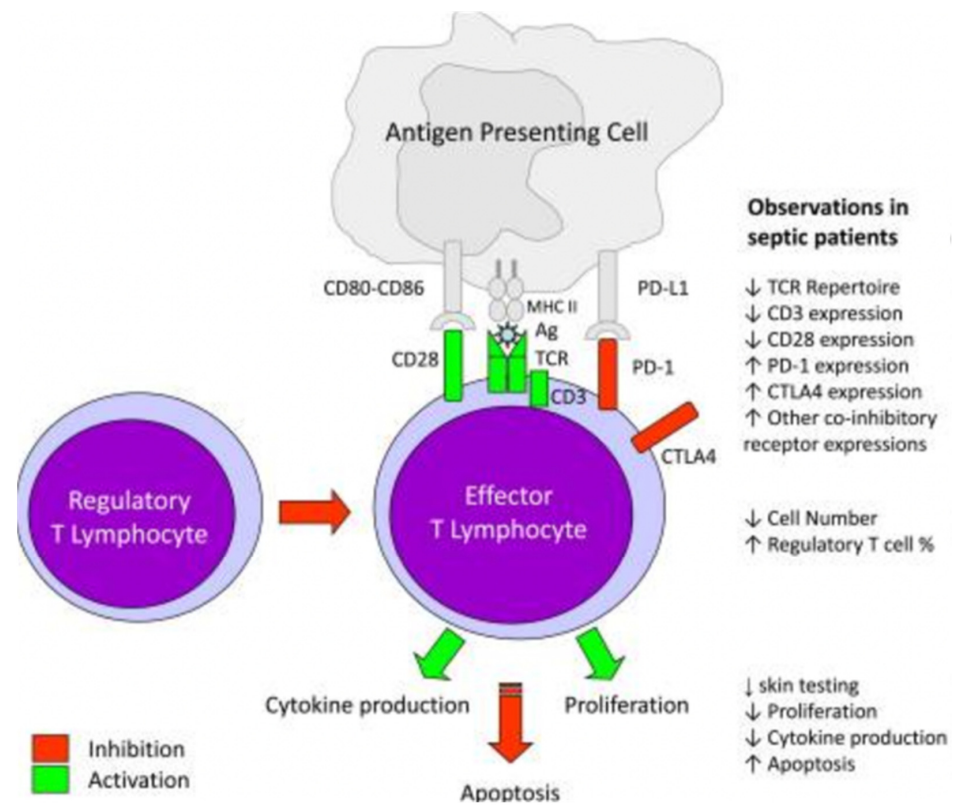 Antigen Presenting Cell
CD80-CD86
MHC II
PD-L1
Ag
CD28
TCR
PD-1
CD3
CTLA4
Regulatory
T Lymphocyte
Effector
T Lymphocyte
Cytokine production
Proliferation
Apoptosis
Inhibition
Activation
Observations in
septic patients
↓ TCR Repertoire
↓ CD3 expression
↓ CD28 expression
↑ PD-1 expression
↑ CTLA4 expression
↑ Other co-inhibitory
receptor expressions
↓ Cell Number
↑ Regulatory T cell %
↓ skin testing
↓ Proliferation
↓ Cytokine production
↑ Apoptosis